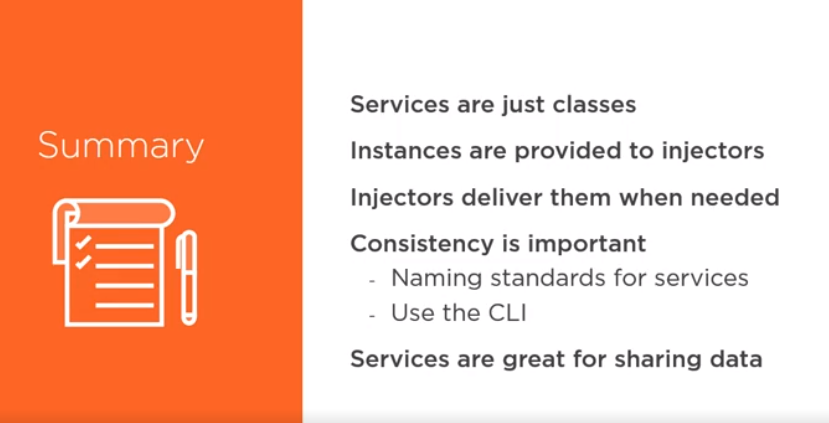 Summary
Services are just classes
Instances are provided to injectors
Injectors deliver them when needed
Consistency is important
- Naming standards for services
- Use the CLI
Services are great for sharing data